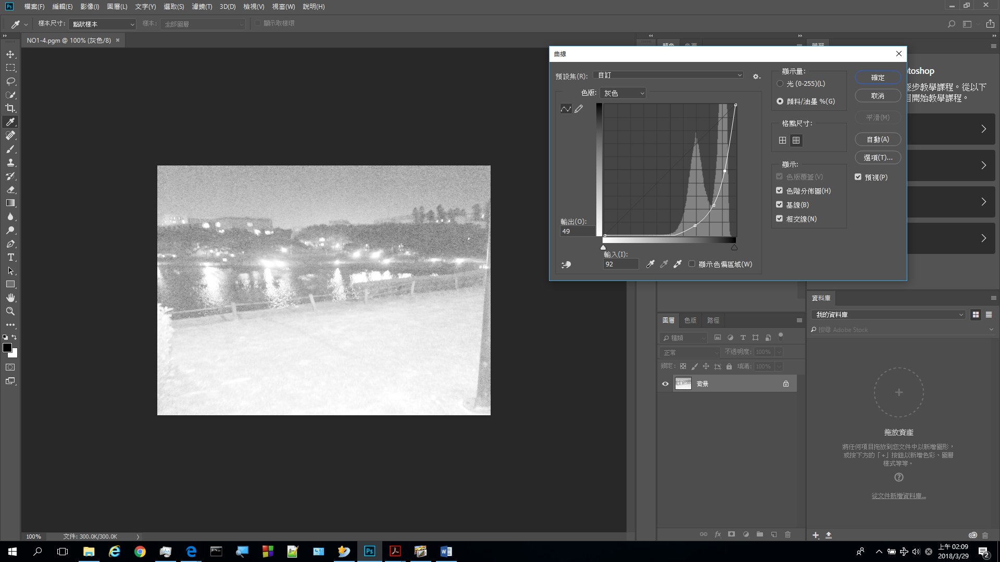 Ps 檔案(F) 編輯(E) 影像(I) 圖層(L) 文字(Y) 選取(S) 濾鏡(T) 3D(D) 檢視(V) 視窗(W) 說明(H)
樣本尺寸: 點狀樣本 樣本: 全部圖層 顯示取樣環
NO1-4.pgm @ 100% (灰色/8) ×
曲線
預設集(R): 自訂
色版: 灰色
輸出(O):
49
輸入(I):
92
顯示色偏區域(W)
顯示量:
光 (0-255)(L)
顏料/油墨 %(G)
格點尺寸:
顯示:
色版覆蓋(V)
色階分佈圖(H)
基線(B)
相交線(N)
確定
取消
平滑(M)
自動(A)
選項(T)...
預視(P)
toshop
逐步教學課程。從以下
目開始教學課程。
圖層 色版 路徑
種類
正常 不透明度: 100%
鎖定: 填滿: 100%
背景
資料庫
我的資料庫
搜尋 Adobe Stock
拖放資產
將任何項目拖放到您文件中以新增圖形，
或按下方的「+」按鈕以新增色彩、圖層
樣式等等。
從文件新增資料庫...
100% 文件: 300.0K/300.0K
上午 02:09
2018/3/29
2